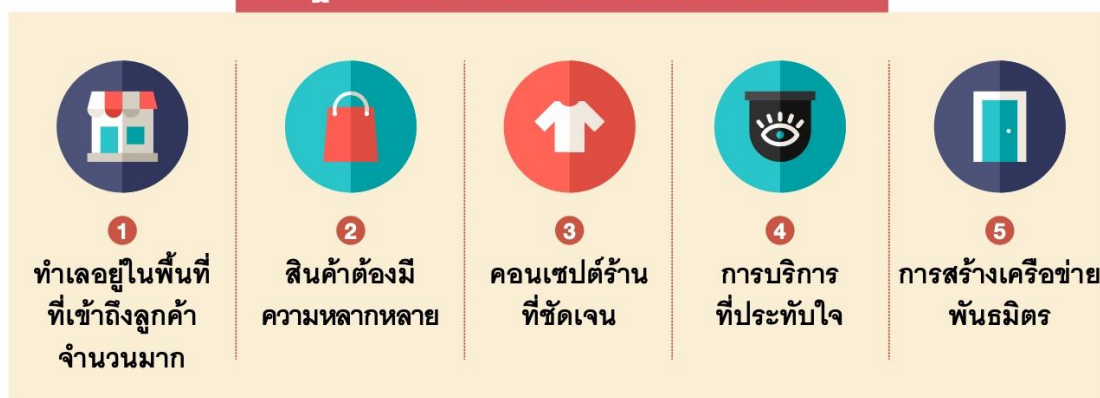 1
ทำเลอยู่ในพื้นที่
ที่เข้าถึงลูกค้า
จำนวนมาก
2
สินค้าต้องมี
ความหลากหลาย
3
คอนเซปต์ร้าน
ที่ชัดเจน
4
การบริการ
ที่ประทับใจ
5
การสร้างเครือข่าย
พันธมิตร